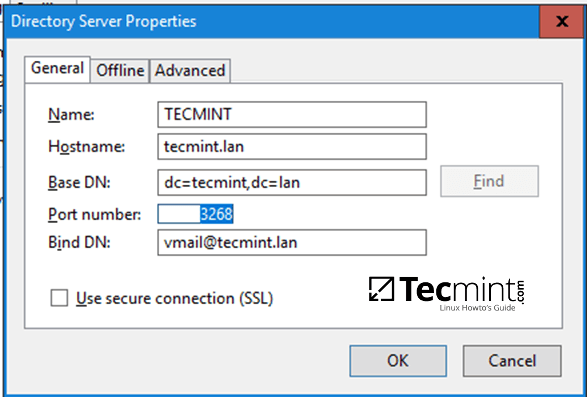 Directory Server Properties
X
General Offline Advanced
Name: TECMINT
Hostname: tecmint.lan
Base DN: dc=tecmint,dc=lan Find
Port number: 3268
Bind DN: vmail@tecmint.lan
Use secure connection (SSL)
Tecmint.com
Linux Howto's Guide
OK Cancel